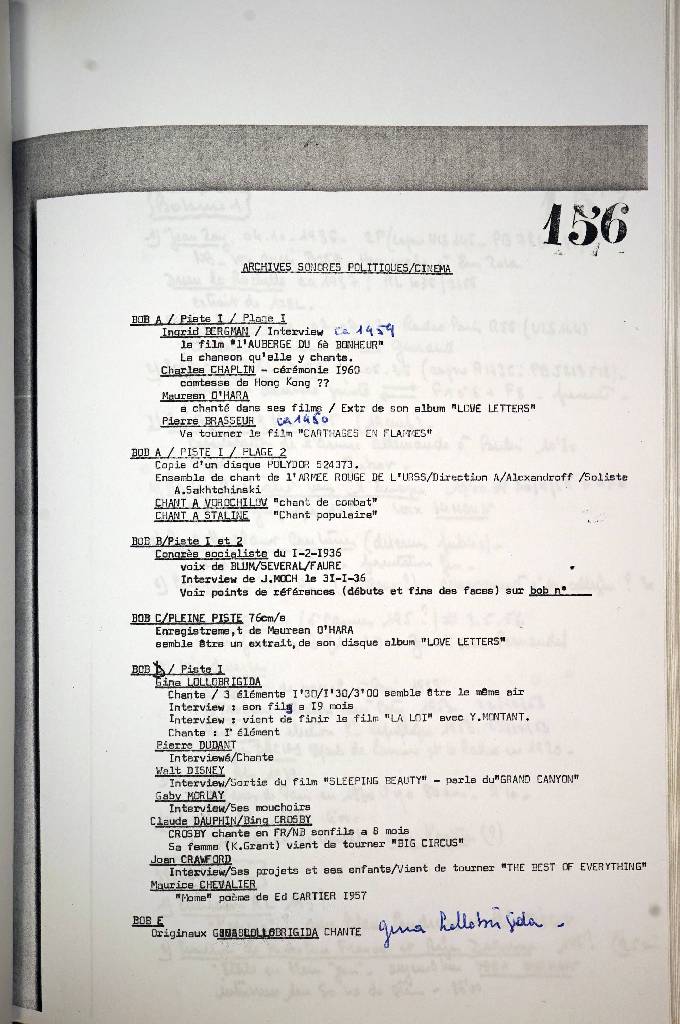 156
ARCHIVES SONORES POLITIQUES/CINEMA
BOB A / Piste I / Plage I
Ingrid BERGMAN / Interview ca 1959
le film "L'AUBERGE DU 6è BONHEUR"
La chanson qu'elle y chante.
Charles CHAPLIN - cérémonie I960
comtesse de Hong Kong ??
Maureen O'HARA
a chanté dans ses films / Extr de son album "LOVE LETTERS"
Pierre BRASSEUR ca 1960
Va tourner le film "CARTHAGES EN FLAMMES"
BOB A / PISTE I / PLAGE 2
Copie d'un disque POLYDOR 524373.
Ensemble de chant de l'ARMEE ROUGE DE L'URSS/Direction A/Alexandroff /Soliste
A.Sakhtchinski
CHANT A VOROCHILOV "chant de combat"
CHANT A STALINE "Chant populaire"
BOB B/Piste I et 2
Congrès socialiste du I-2-I936
voix de BLUM/SEVERAL/FAURE
Interview de J.MOCH le 3I-I-36
Voir points de références (débuts et fins des faces) sur bob n°
BOB C/PLEINE PISTE 76cm/s
Enregistreme,t de Maureen O'HARA
semble être un extrait,de son disque album "LOVE LETTERS"
BOB D / Piste I
Gina LOLLOBRIGIDA
Chante / 3 éléments I'30/I'30/3'00 semble être le même air
Interview : son fils a I9 mois
Interview : vient de finir le film "LA LOI" avec Y.MONTANT.
Chante : I' élément
Pierre DUDANT
Interviewé/Chante
Walt DISNEY
Interview/Sortie du film "SLEEPING BEAUTY" - parle du"GRAND CANYON"
Gaby MORLAY
Interview/Ses mouchoirs
Claude DAUPHIN/Bing CROSBY
CROSBY chante en FR/NB sonfils a 8 mois
Sa femme (K.Grant) vient de tourner "BIG CIRCUS"
Joan CRAWFORD
Interview/Ses projets et ses enfants/Vient de tourner "THE BEST OF EVERYTHING"
Maurice CHEVALIER
"Mome" poème de Ed CARTIER I957
BOB E
Originaux GINA LOLLOBRIGIDA CHANTE gina Lollobrigida -